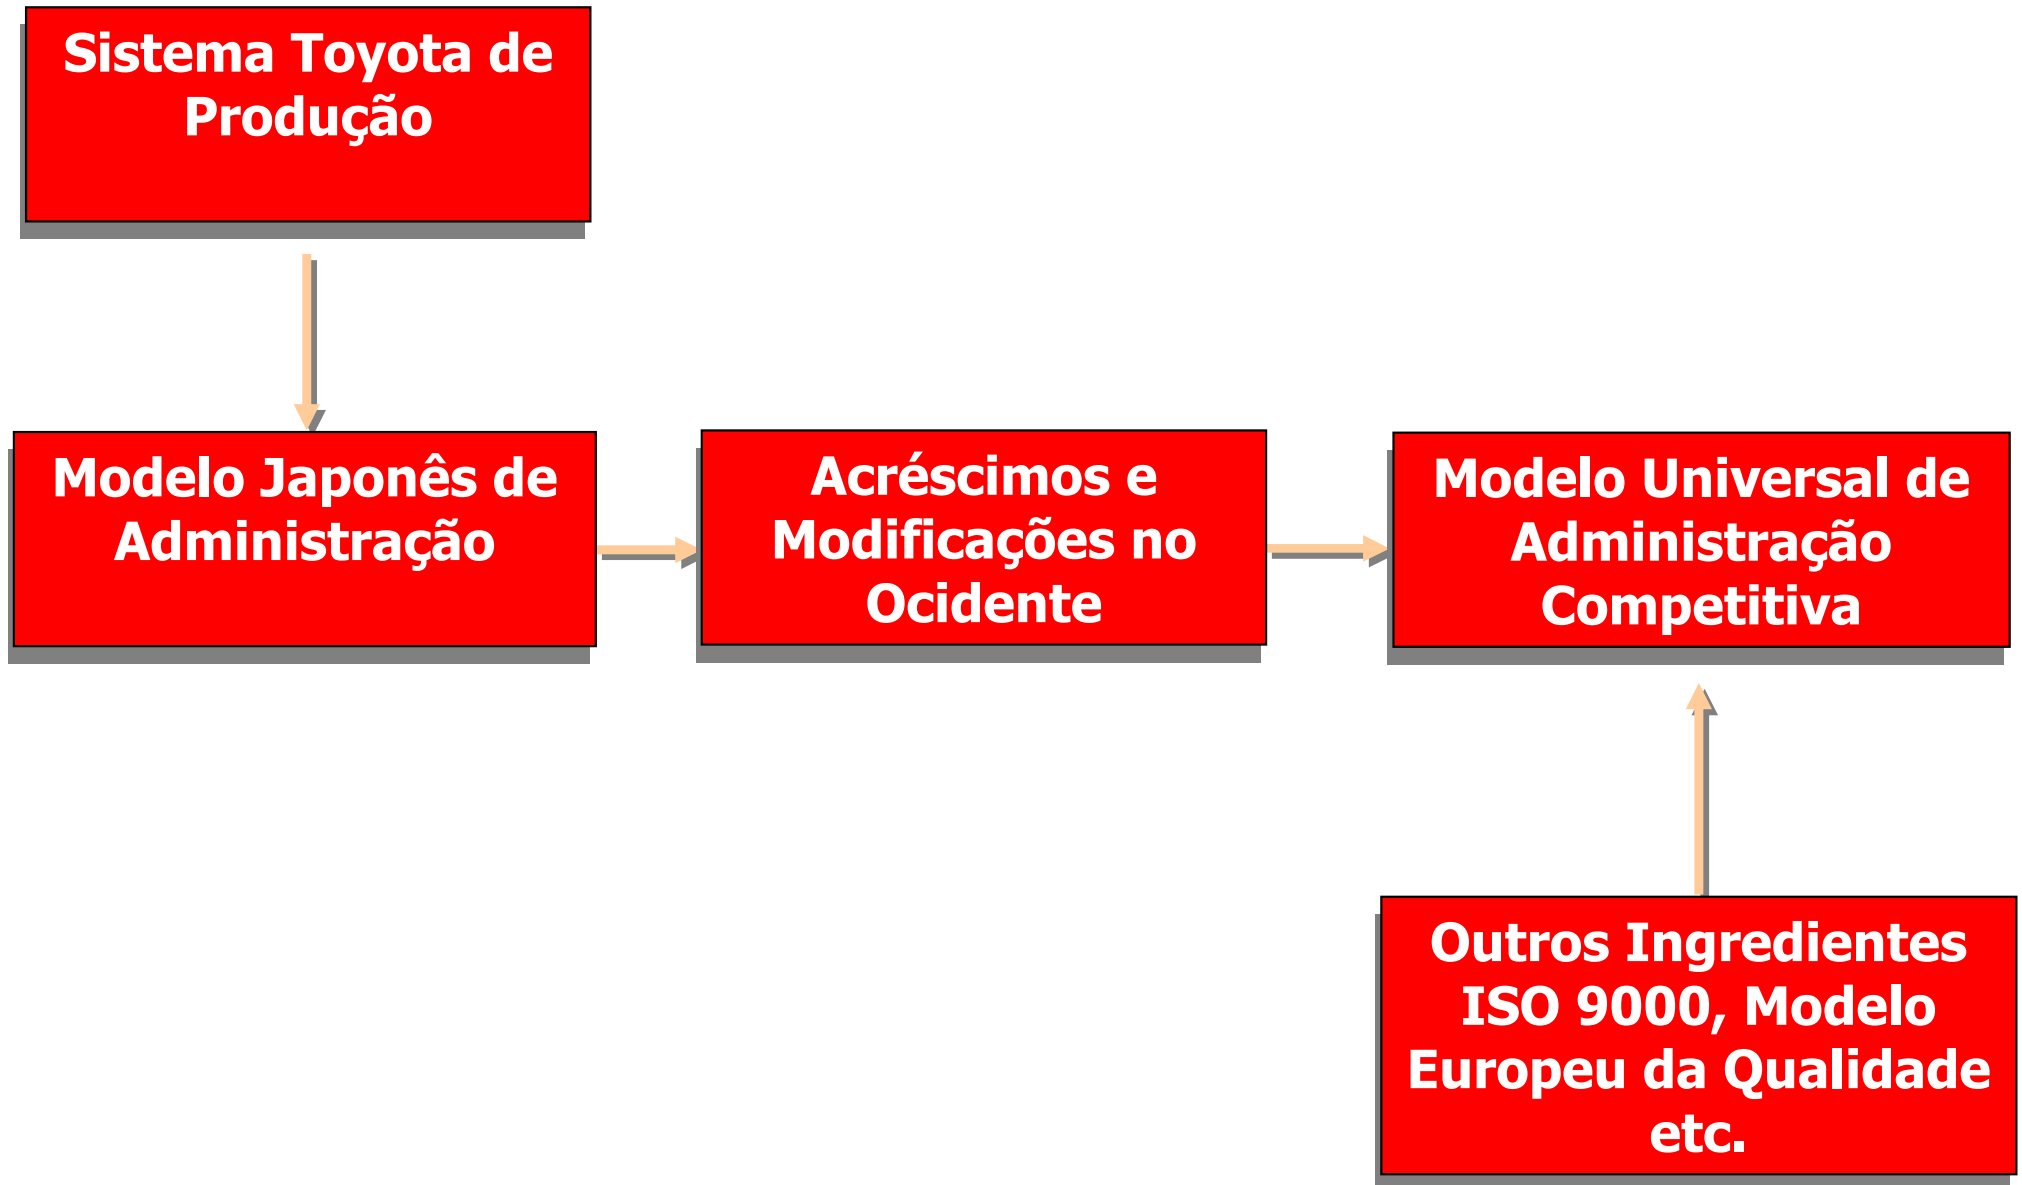 Sistema Toyota de
Produção
Modelo Japonês de
Administração
Acréscimos e
Modificações no
Ocidente
Modelo Universal de
Administração
Competitiva
Outros Ingredientes
ISO 9000, Modelo
Europeu da Qualidade
etc.